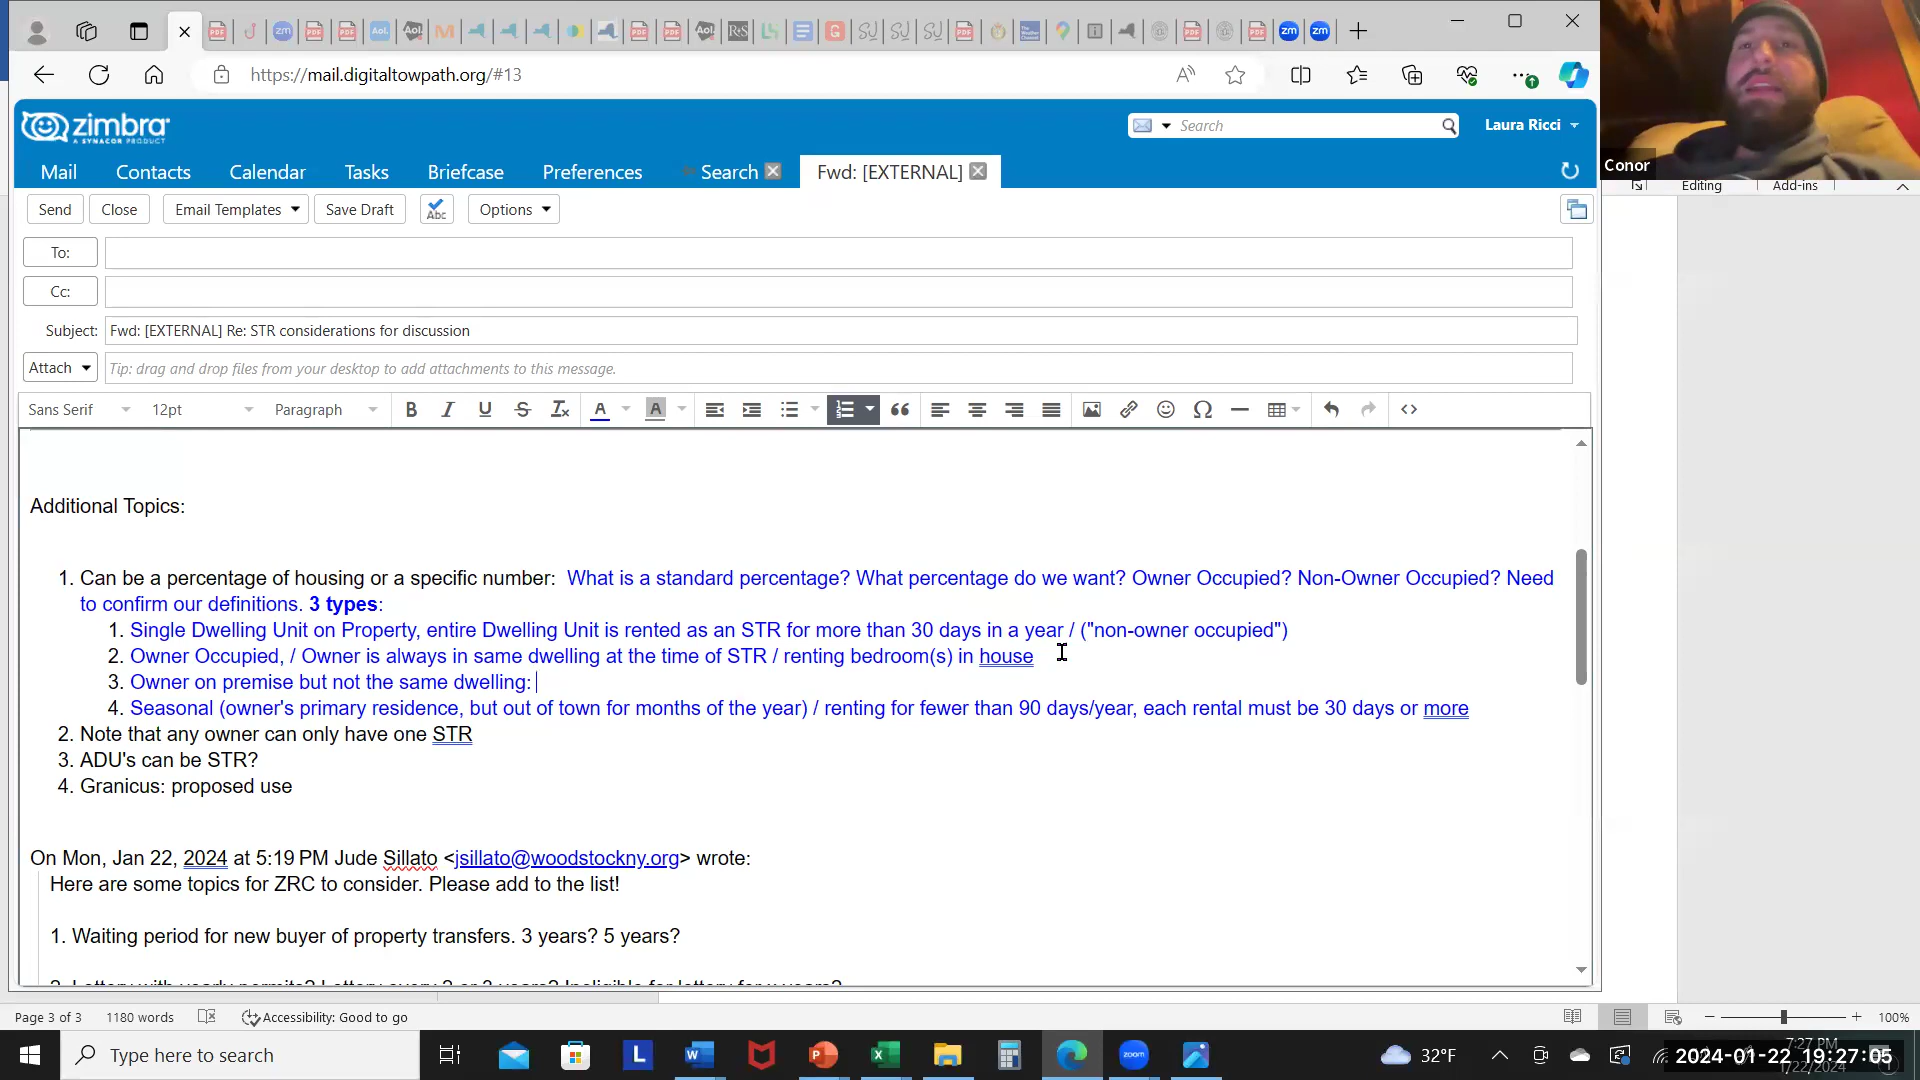 https://mail.digitaltowpath.org/#13
zimbra
A SYNACOR PRODUCT
Search
Laura Ricci
Conor
Mail Contacts Calendar Tasks Briefcase Preferences Search Fwd: [EXTERNAL]
Editing Add-ins
Send Close Email Templates Save Draft Abc Options
To:
Cc:
Subject: Fwd: [EXTERNAL] Re: STR considerations for discussion
Attach Tip: drag and drop files from your desktop to add attachments to this message.
Sans Serif 12pt Paragraph
Additional Topics:
1. Can be a percentage of housing or a specific number: What is a standard percentage? What percentage do we want? Owner Occupied? Non-Owner Occupied? Need
to confirm our definitions. 3 types:
1. Single Dwelling Unit on Property, entire Dwelling Unit is rented as an STR for more than 30 days in a year / ("non-owner occupied")
2. Owner Occupied, / Owner is always in same dwelling at the time of STR / renting bedroom(s) in house
3. Owner on premise but not the same dwelling:
4. Seasonal (owner's primary residence, but out of town for months of the year) / renting for fewer than 90 days/year, each rental must be 30 days or more
2. Note that any owner can only have one STR
3. ADU's can be STR?
4. Granicus: proposed use
On Mon, Jan 22, 2024 at 5:19 PM Jude Sillato <jsillato@woodstockny.org> wrote:
Here are some topics for ZRC to consider. Please add to the list!
1. Waiting period for new buyer of property transfers. 3 years? 5 years?
Page 3 of 3 1180 words Accessibility: Good to go 100%
Type here to search
32°F
7:27 PM
2024-01-22 19:27:05
1/22/2024